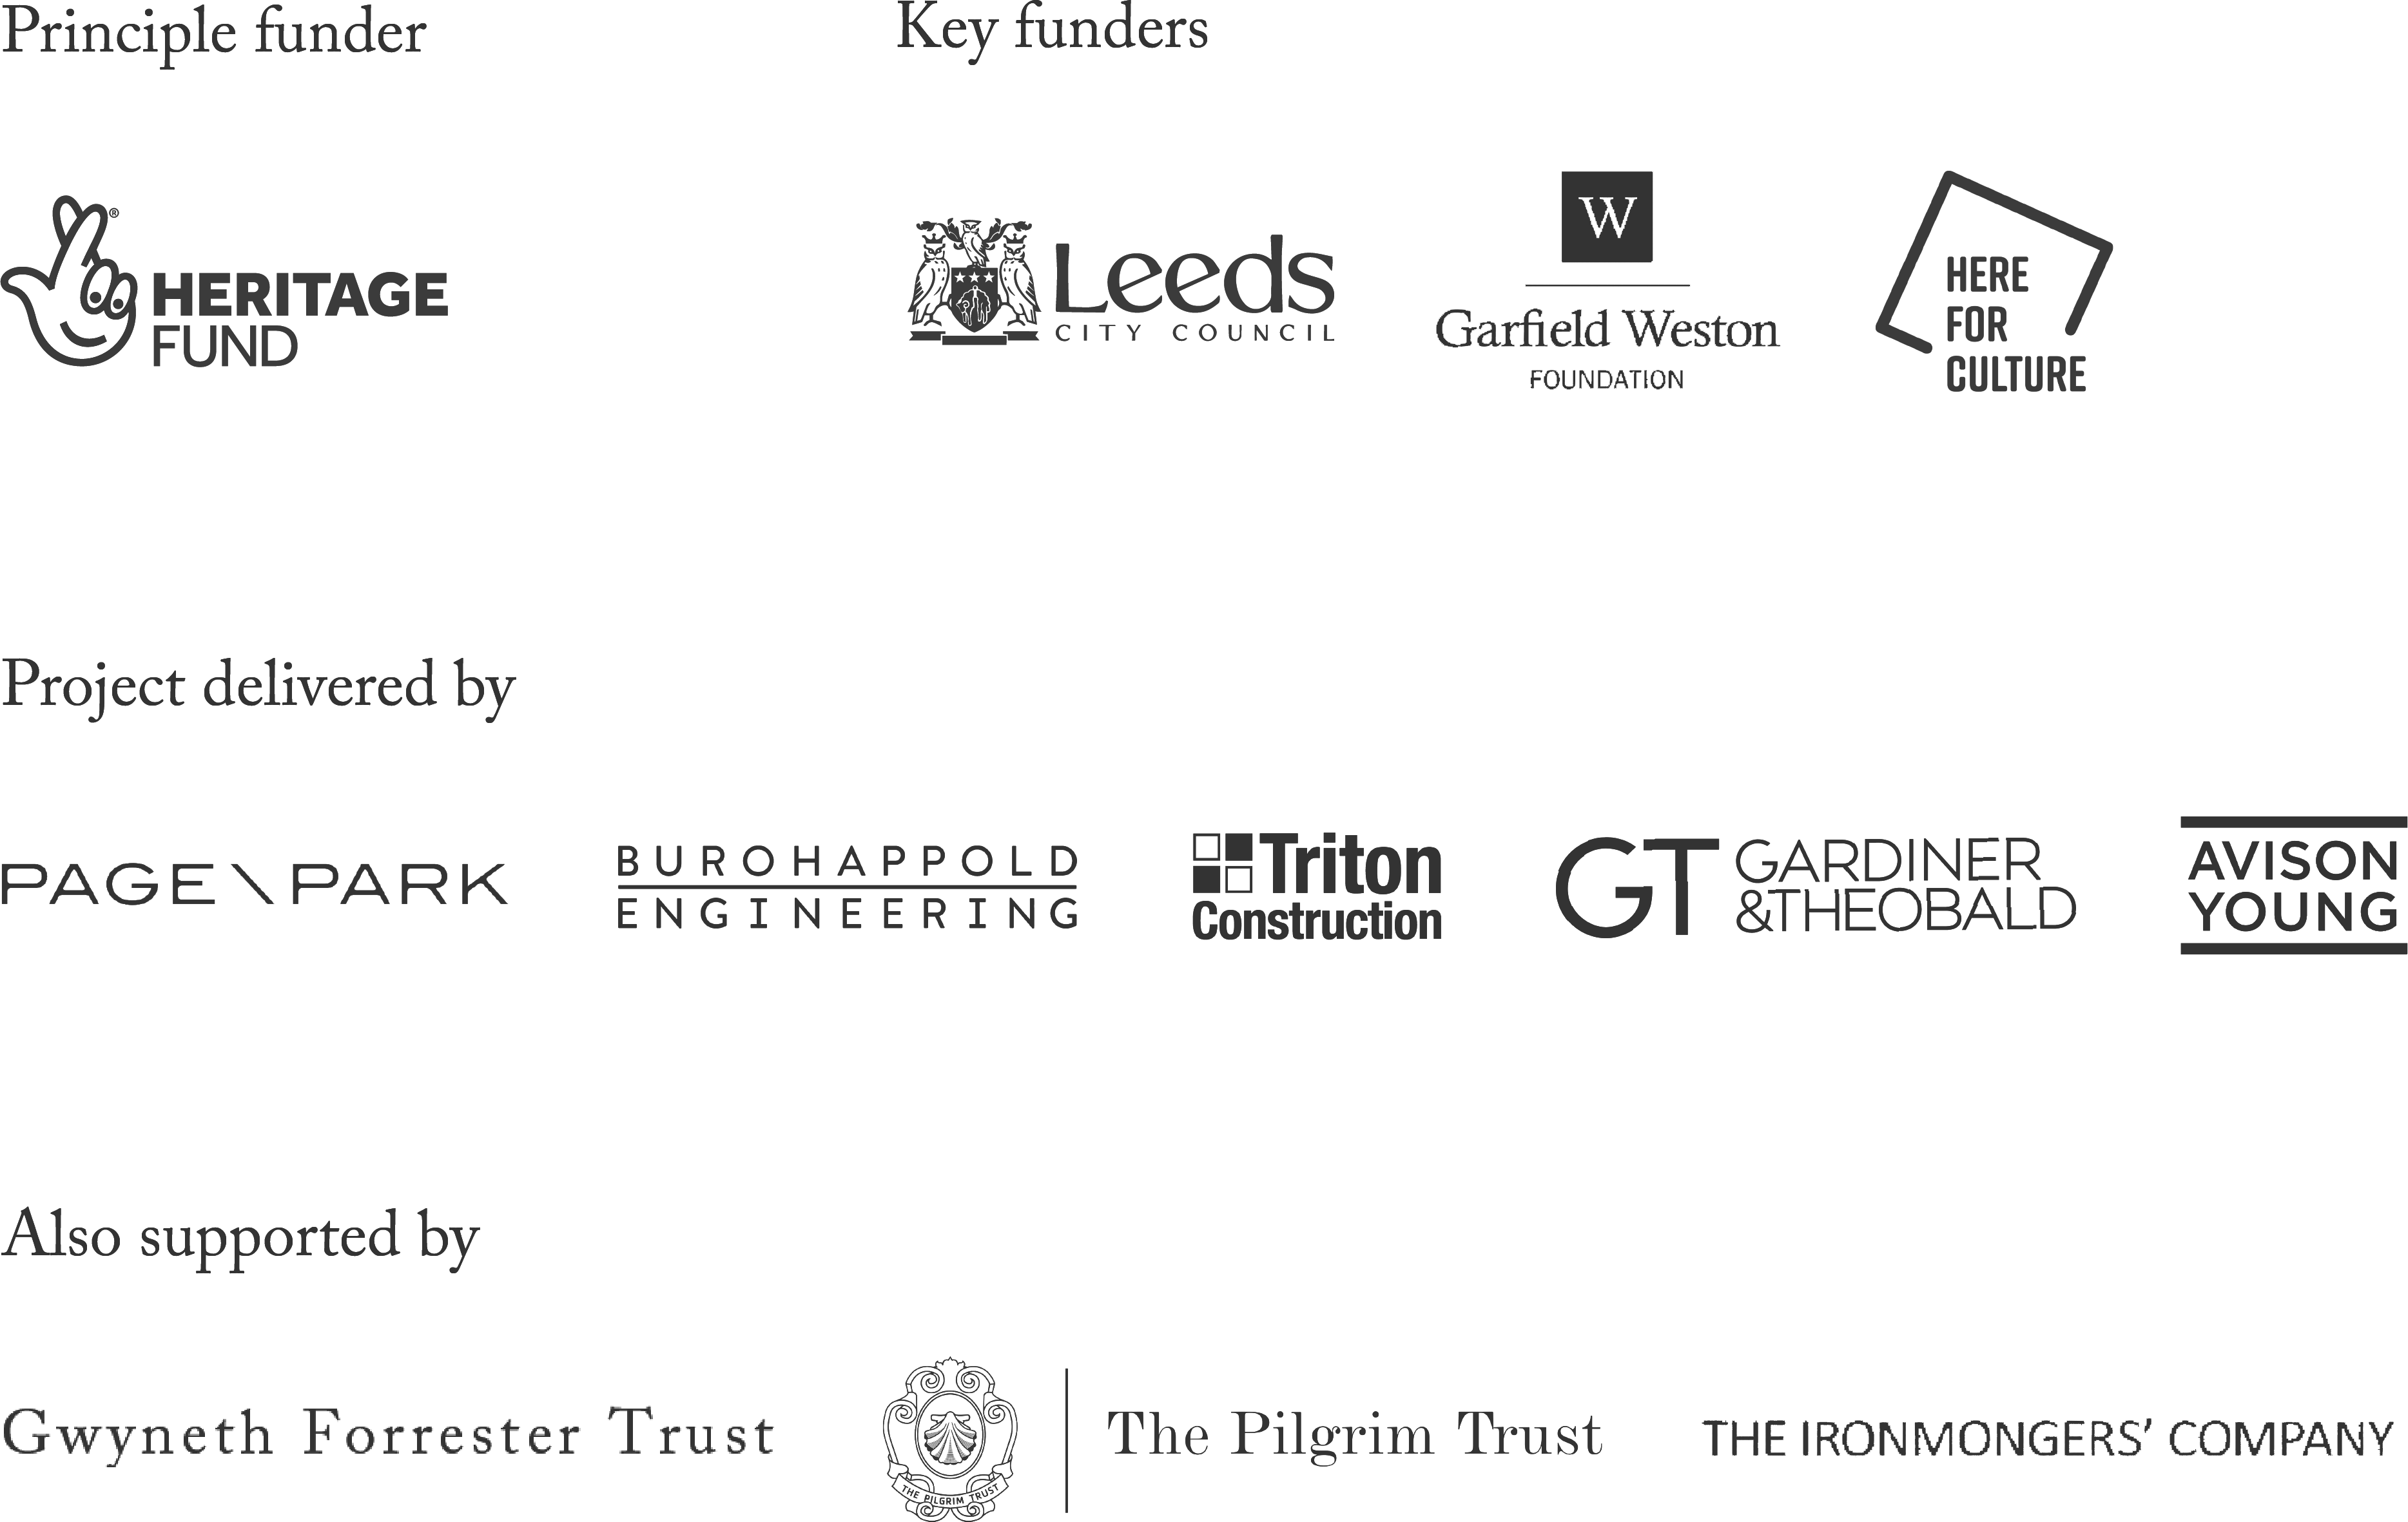 Principle funder
Key funders
®
HERITAGE
FUND
Leeds
CITY COUNCIL
W
Garfield Weston
FOUNDATION
HERE
FOR
CULTURE
Project delivered by
PAGE\PARK
BUROHAPPOLD
ENGINEERING
Triton
Construction
GT
GARDINER
&THEOBALD
AVISON
YOUNG
Also supported by
Gwyneth Forrester Trust
THE PILGRIM TRUST
The Pilgrim Trust
THE IRONMONGERS' COMPANY